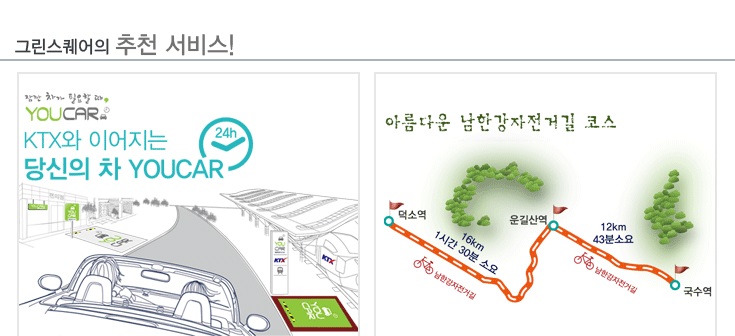 그린스퀘어의 추천 서비스!
잠깐 차가 필요할 때
YOUCAR
KTX와 이어지는
당신의 차 YOUCAR
24h
YOU
CAR
KTX
KTX
아름다운 남한강자전거길 코스
덕소역
16km
1시간 30분 소요
남한강자전거길
운길산역
12km
43분소요
남한강자전거길
국수역